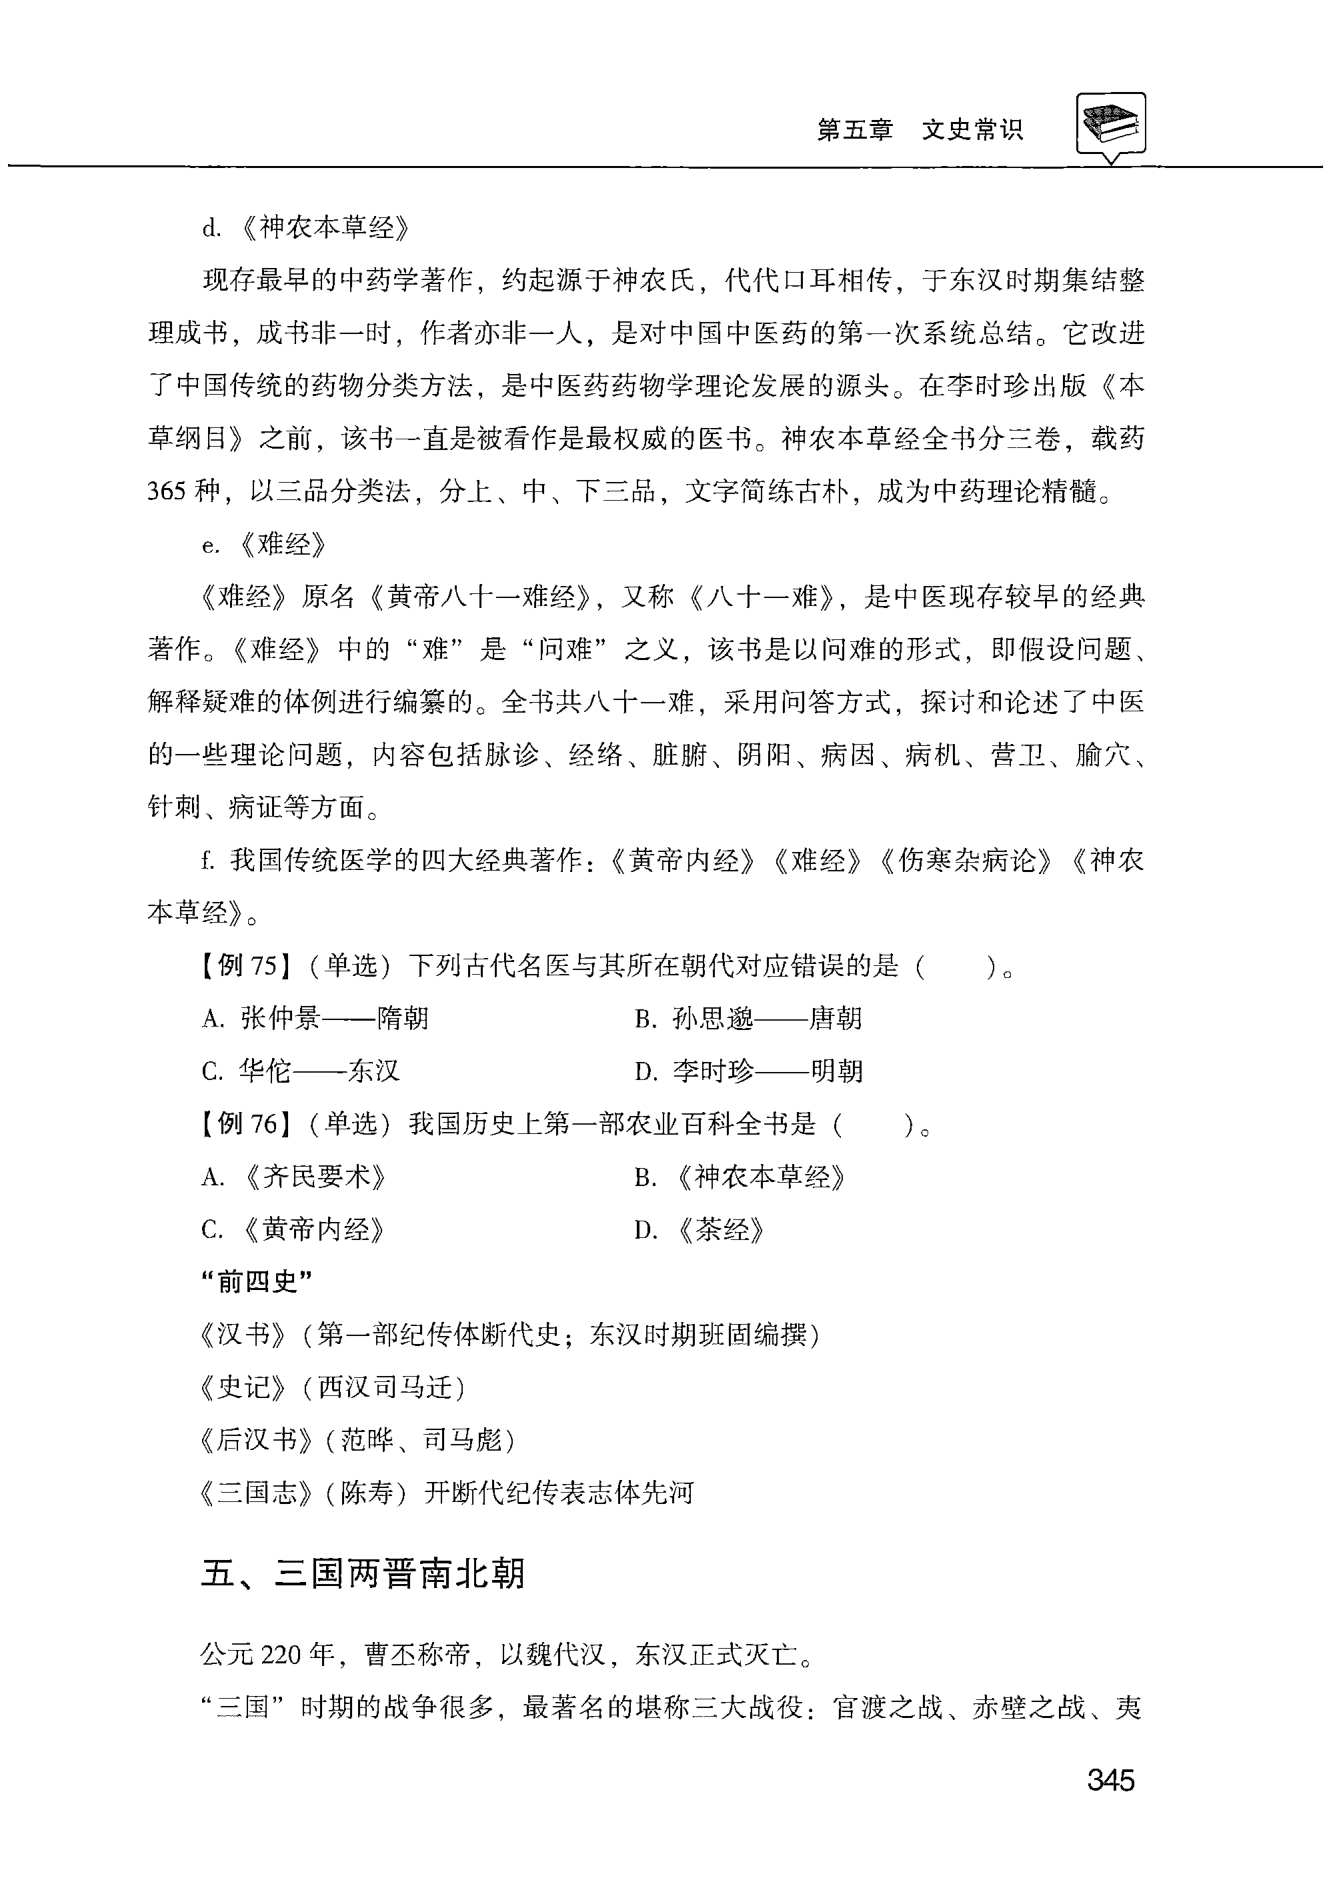 第五章 文史常识
d. 《神农本草经》
现存最早的中药学著作，约起源于神农氏，代代口耳相传，于东汉时期集结整
理成书，成书非一时，作者亦非一人，是对中国中医药的第一次系统总结。它改进
了中国传统的药物分类方法，是中医药药物学理论发展的源头。在李时珍出版《本
草纲目》之前，该书一直是被看作是最权威的医书。神农本草经全书分三卷，载药
365 种，以三品分类法，分上、中、下三品，文字简练古朴，成为中药理论精髓。
e. 《难经》
《难经》原名《黄帝八十一难经》，又称《八十一难》，是中医现存较早的经典
著作。《难经》中的“难”是“问难”之义，该书是以问难的形式，即假设问题、
解释疑难的体例进行编纂的。全书共八十一难，采用问答方式，探讨和论述了中医
的一些理论问题，内容包括脉诊、经络、脏腑、阴阳、病因、病机、营卫、腧穴、
针刺、病证等方面。
f. 我国传统医学的四大经典著作：《黄帝内经》《难经》《伤寒杂病论》《神农
本草经》。
【例 75】（单选）下列古代名医与其所在朝代对应错误的是（  ）。
A. 张仲景——隋朝 B. 孙思邈——唐朝
C. 华佗——东汉 D. 李时珍——明朝
【例 76】（单选）我国历史上第一部农业百科全书是（  ）。
A. 《齐民要术》 B. 《神农本草经》
C. 《黄帝内经》 D. 《茶经》
“前四史”
《汉书》（第一部纪传体断代史；东汉时期班固编撰）
《史记》（西汉司马迁）
《后汉书》（范晔、司马彪）
《三国志》（陈寿）开断代纪传表志体先河
五、三国两晋南北朝
公元 220 年，曹丕称帝，以魏代汉，东汉正式灭亡。
“三国”时期的战争很多，最著名的堪称三大战役：官渡之战、赤壁之战、夷
345